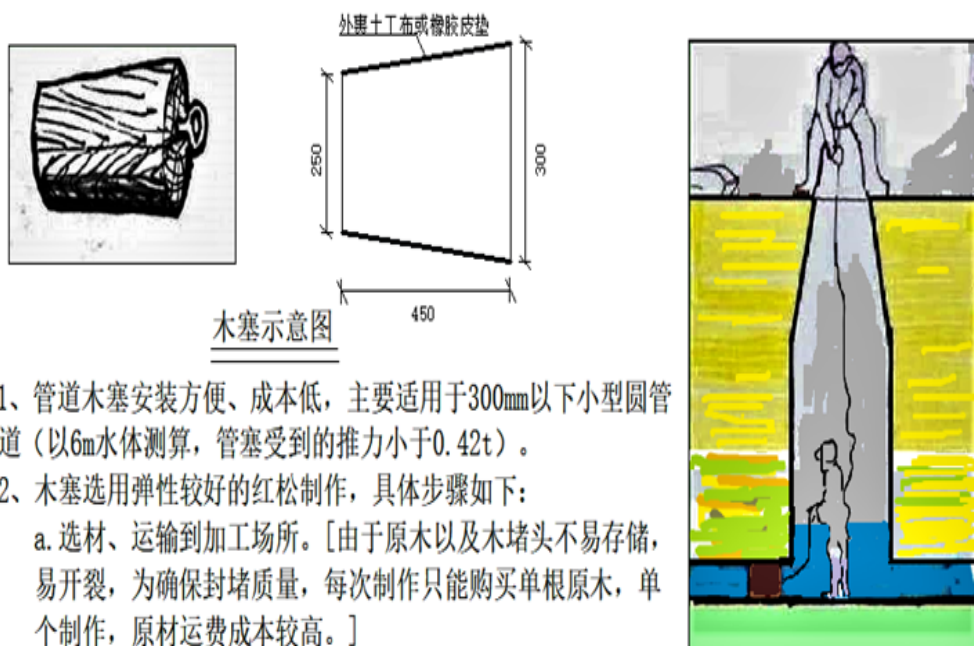 外裹土工布或橡胶皮垫
250
300
450
木塞示意图
1、管道木塞安装方便、成本低，主要适用于300mm以下小型圆管
道（以6m水体测算，管塞受到的推力小于0.42t）。
2、木塞选用弹性较好的红松制作，具体步骤如下：
a.选材、运输到加工场所。[由于原木以及木堵头不易存储，
易开裂，为确保封堵质量，每次制作只能购买单根原木，单
个制作，原材运费成本较高。]